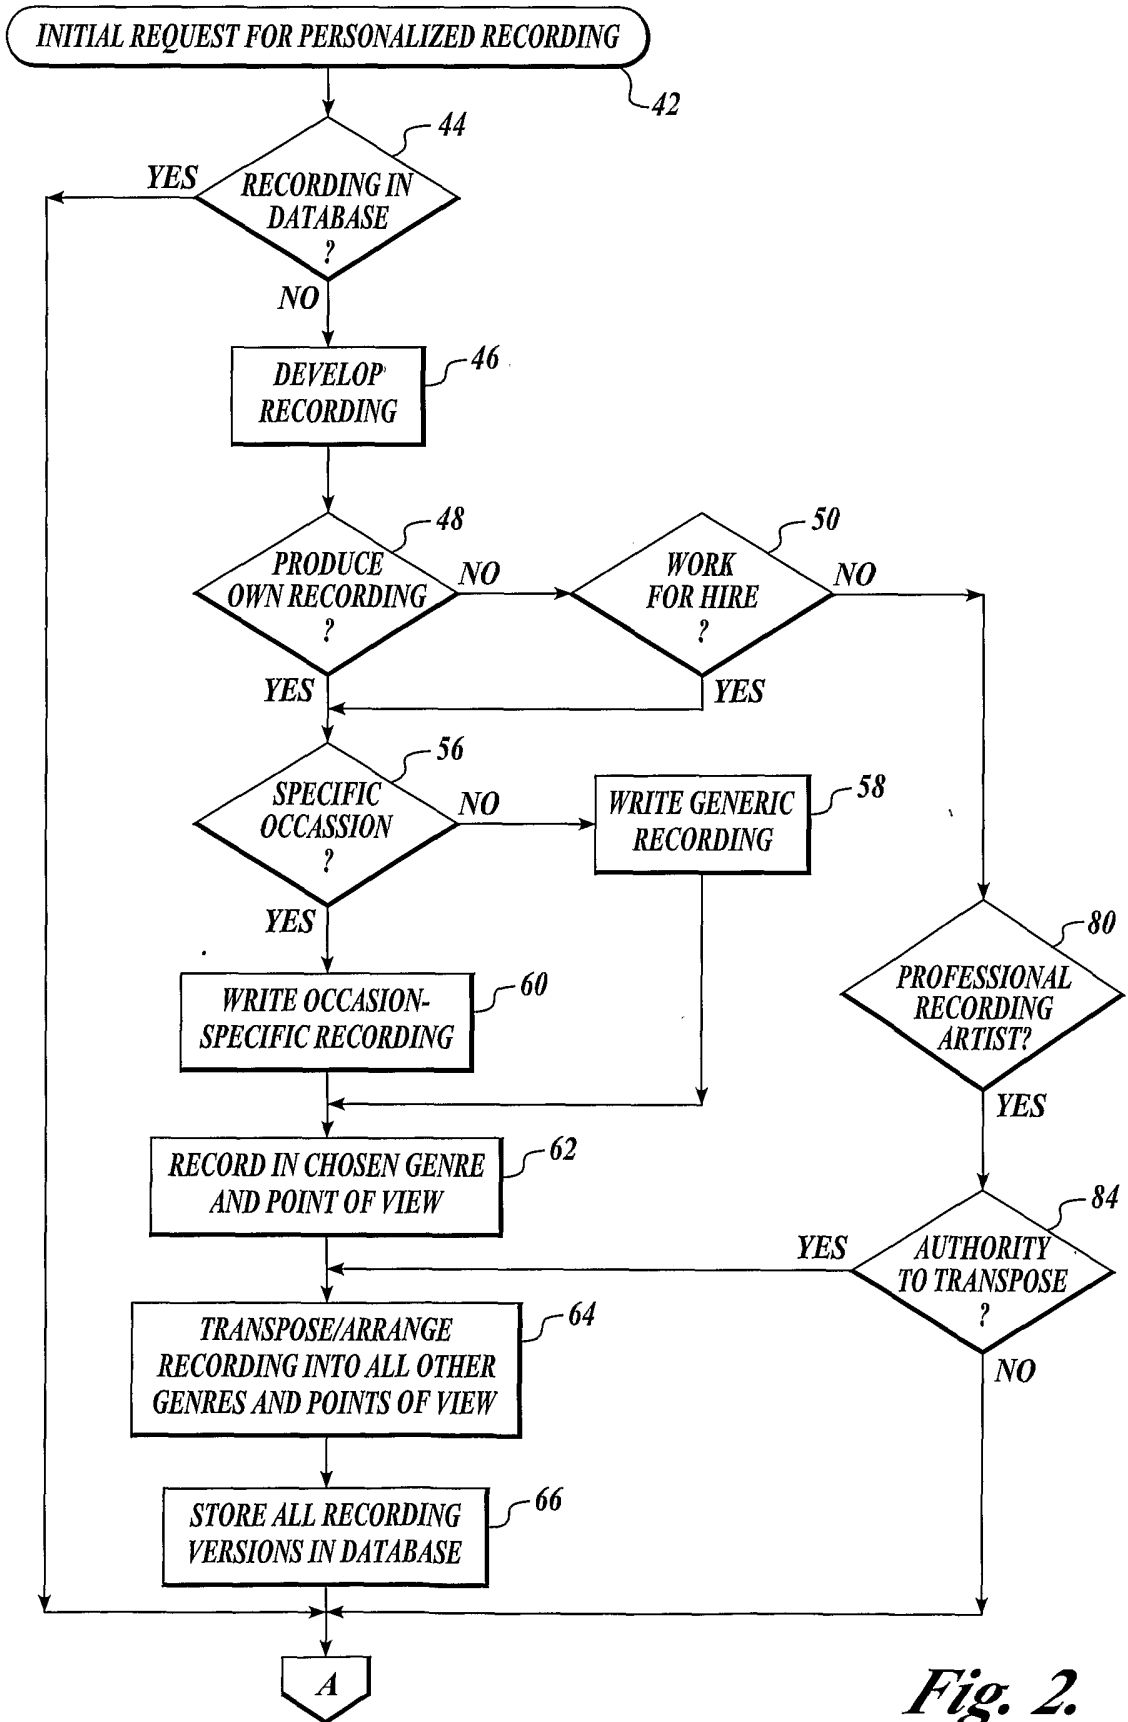 INITIAL REQUEST FOR PERSONALIZED RECORDING
42
44
YES
RECORDING IN
DATABASE
?
NO
46
DEVELOP
RECORDING
48
50
PRODUCE
OWN RECORDING
?
NO
WORK
FOR HIRE
?
NO
YES
YES
56
SPECIFIC
OCCASSION
?
NO
WRITE GENERIC
RECORDING
58
YES
80
PROFESSIONAL
RECORDING
ARTIST?
60
WRITE OCCASION-
SPECIFIC RECORDING
YES
62
RECORD IN CHOSEN GENRE
AND POINT OF VIEW
84
YES
AUTHORITY
TO TRANSPOSE
?
64
TRANSPOSE/ARRANGE
RECORDING INTO ALL OTHER
GENRES AND POINTS OF VIEW
NO
66
STORE ALL RECORDING
VERSIONS IN DATABASE
A
Fig. 2.